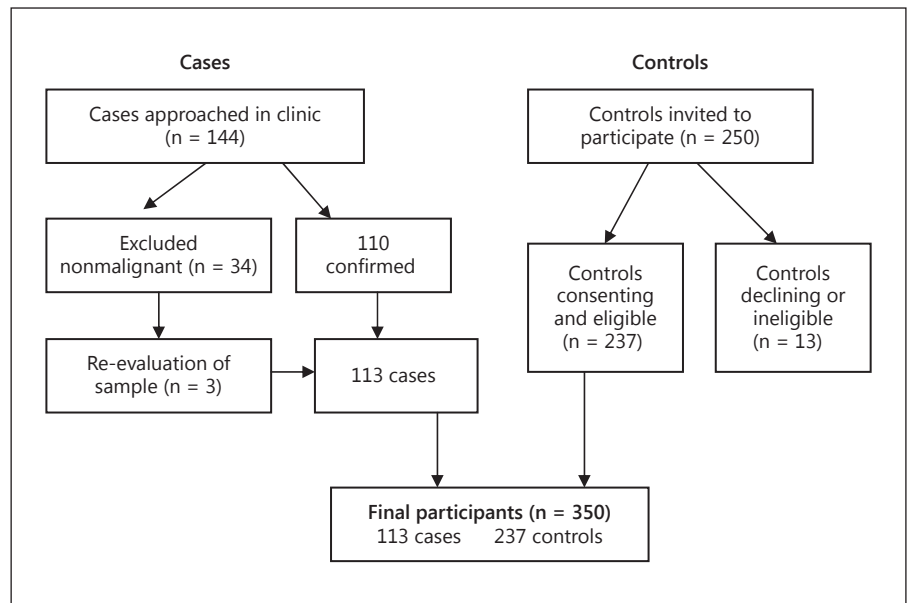 Cases
Cases approached in clinic
(n = 144)
Excluded
nonmalignant (n = 34)
110
confirmed
Re-evaluation of
sample (n = 3)
113 cases
Controls
Controls invited to
participate (n = 250)
Controls
consenting
and eligible
(n = 237)
Controls
declining or
ineligible
(n = 13)
Final participants (n = 350)
113 cases 237 controls